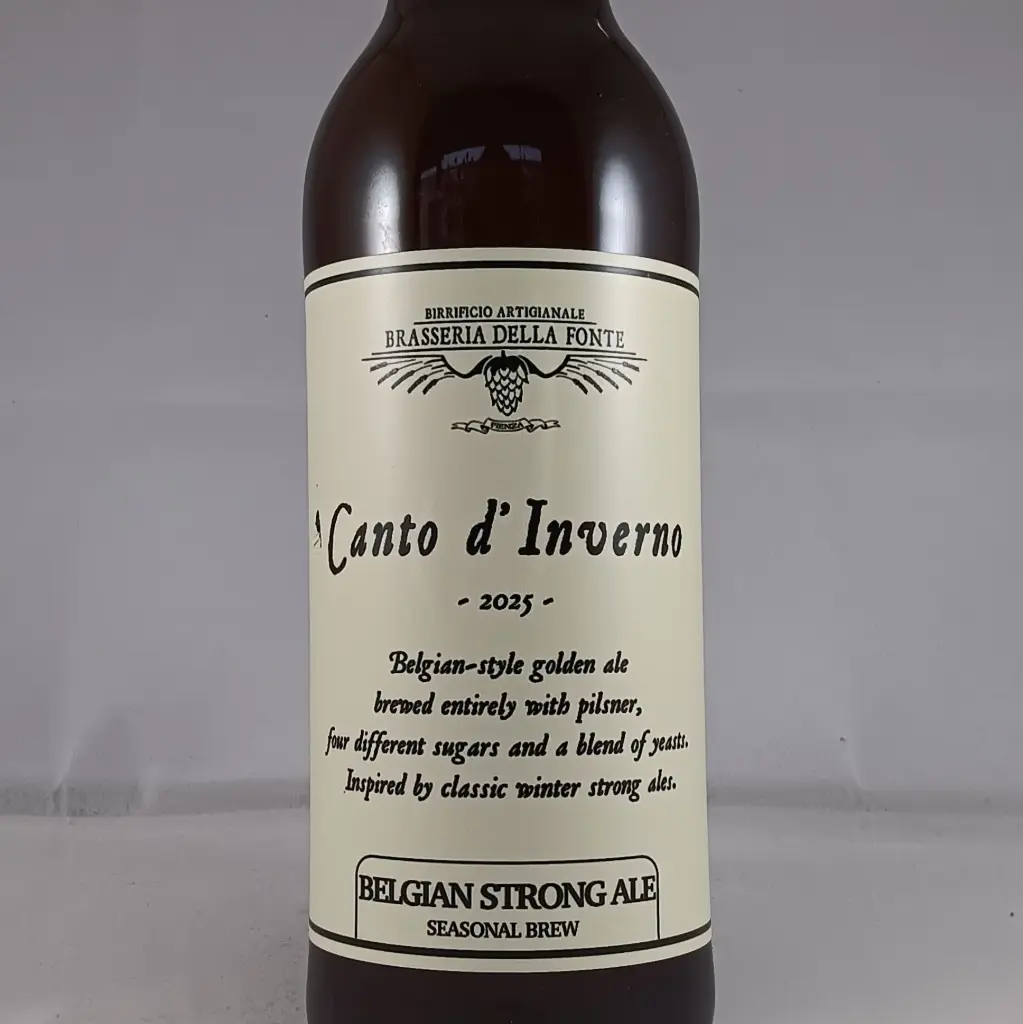 BIRRIFICIO ARTIGIANALE
BRASSERIA DELLA FONTE
PIENZA
Canto d'Inverno
- 2025 -
Belgian-style golden ale
brewed entirely with pilsner,
four different sugars and a blend of yeasts.
Inspired by classic winter strong ales.
BELGIAN STRONG ALE
SEASONAL BREW